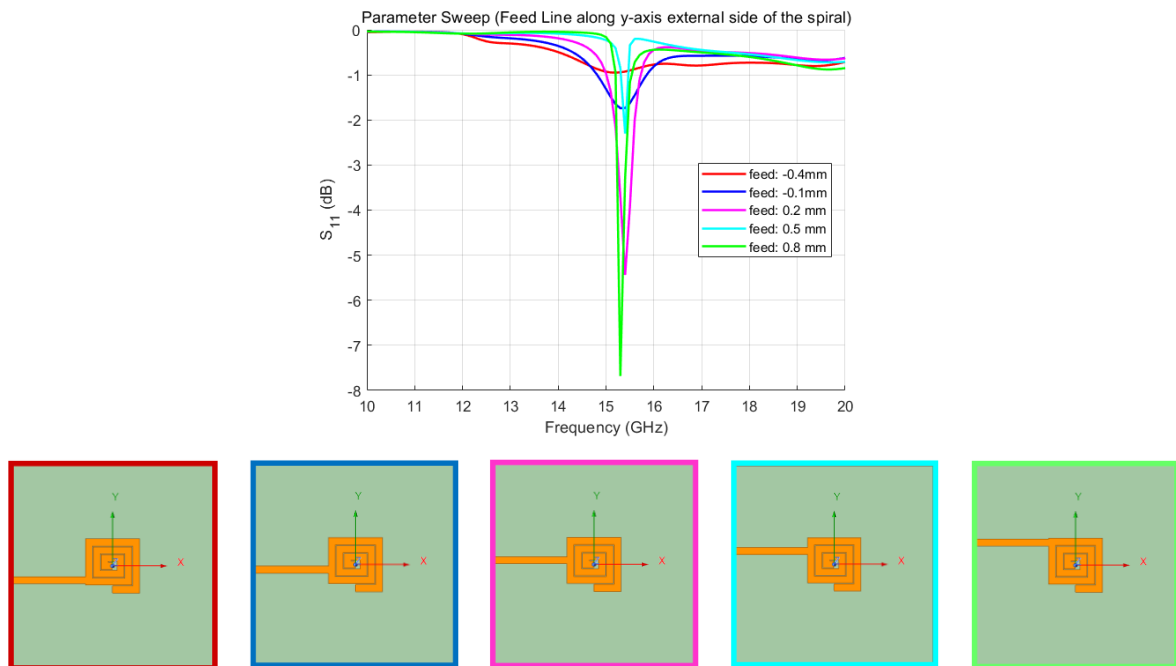 Parameter Sweep (Feed Line along y-axis external side of the spiral)
0
-1
-2
-3
-4
-5
-6
-7
-8
S11 (dB)
feed: -0.4mm
feed: -0.1mm
feed: 0.2 mm
feed: 0.5 mm
feed: 0.8 mm
10 11 12 13 14 15 16 17 18 19 20
Frequency (GHz)
Y Y Y Y Y
X X X X X